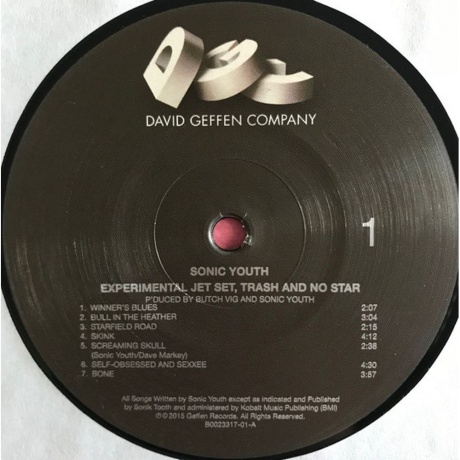 DGC
DAVID GEFFEN COMPANY
1
SONIC YOUTH
EXPERIMENTAL JET SET, TRASH AND NO STAR
P'DUCED BY BUTCH VIG AND SONIC YOUTH
1. WINNER'S BLUES 2:07
2. BULL IN THE HEATHER 3:04
3. STARFIELD ROAD 2:15
4. SKINK 4:12
5. SCREAMING SKULL 2:38
(Sonic Youth/Dave Markey)
6. SELF-OBSESSED AND SEXXEE 4:30
7. BONE 3:57
All Songs Written by Sonic Youth except as indicated and Published
by Sonik Tooth and administered by Kobalt Music Publishing (BMI)
℗© 2015 Geffen Records. All Rights Reserved.
B0023317-01-A